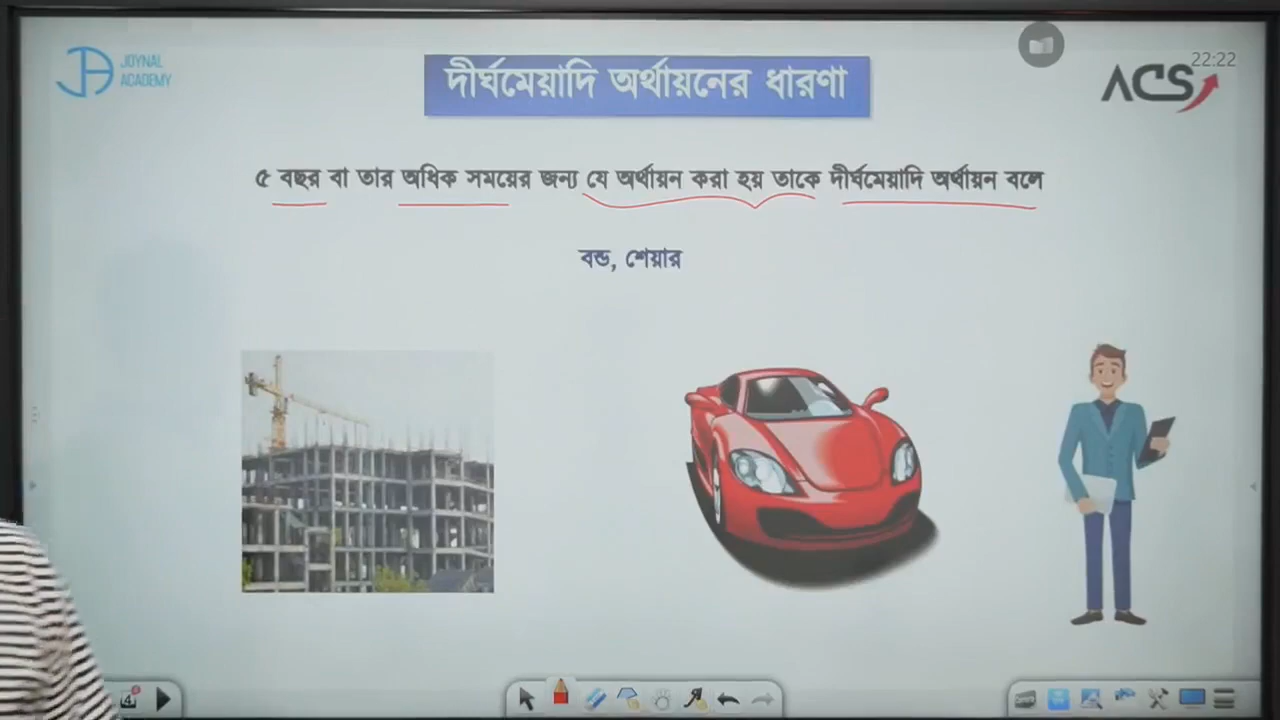 JOYNAL
ACADEMY
দীর্ঘমেয়াদি অর্থায়নের ধারণা
22:22
ACS
৫ বছর বা তার অধিক সময়ের জন্য যে অর্থায়ন করা হয় তাকে দীর্ঘমেয়াদি অর্থায়ন বলে
বন্ড, শেয়ার